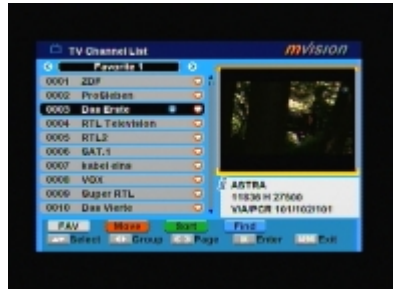 TV Channel List
mvision
Favorite 1
0001 ZDF
0002 ProSieben
0003 Das Erste
0004 RTL Television
0005 RTL2
0006 SAT.1
0007 kabel eins
0008 VOX
0009 Super RTL
0010 Das Vierte
ASTRA
11836 H 27500
V/A/PCR 101/102/101
FAV Move Sort Find
Select Group Page Enter Exit